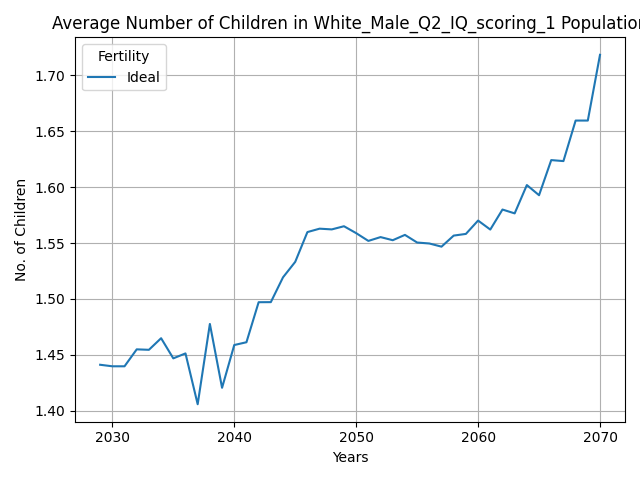 Average Number of Children in White_Male_Q2_IQ_scoring_1 Population
Fertility
Ideal
No. of Children
1.70
1.65
1.60
1.55
1.50
1.45
1.40
2030 2040 2050 2060 2070
Years